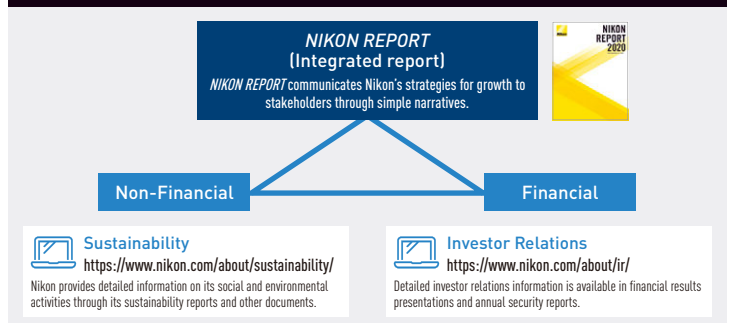 NIKON REPORT
(Integrated report)
NIKON REPORT communicates Nikon's strategies for growth to
stakeholders through simple narratives.
Nikon
NIKON
REPORT
2020
Non-Financial
Financial
Sustainability
https://www.nikon.com/about/sustainability/
Nikon provides detailed information on its social and environmental
activities through its sustainability reports and other documents.
Investor Relations
https://www.nikon.com/about/ir/
Detailed investor relations information is available in financial results
presentations and annual security reports.